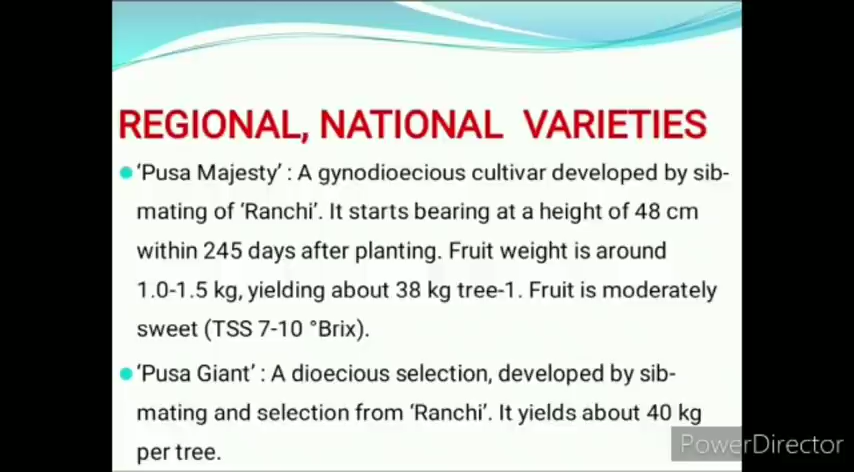 REGIONAL, NATIONAL VARIETIES
'Pusa Majesty' : A gynodioecious cultivar developed by sib-
mating of 'Ranchi'. It starts bearing at a height of 48 cm
within 245 days after planting. Fruit weight is around
1.0-1.5 kg, yielding about 38 kg tree-1. Fruit is moderately
sweet (TSS 7-10 °Brix).
'Pusa Giant' : A dioecious selection, developed by sib-
mating and selection from 'Ranchi'. It yields about 40 kg
per tree.
PowerDirector